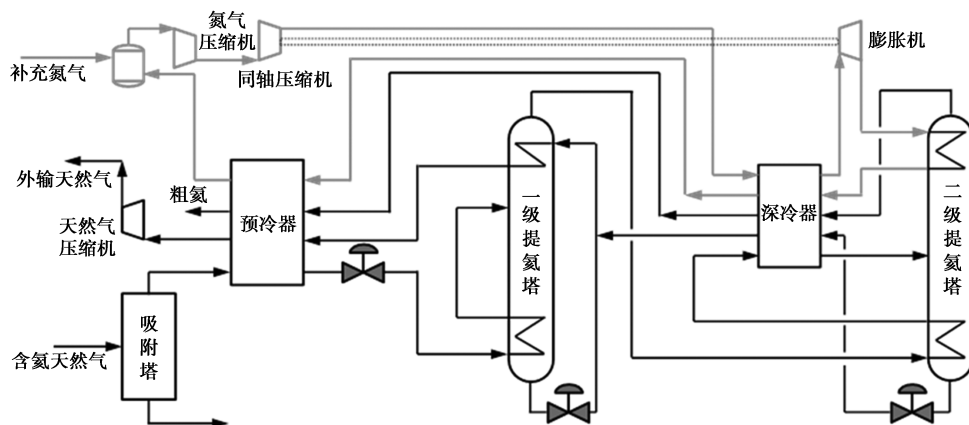 氮气
压缩机
膨胀机
补充氮气
同轴压缩机
外输天然气
粗氦
预冷器
一级提氦塔
深冷器
二级提氦塔
天然气
压缩机
吸附塔
含氦天然气